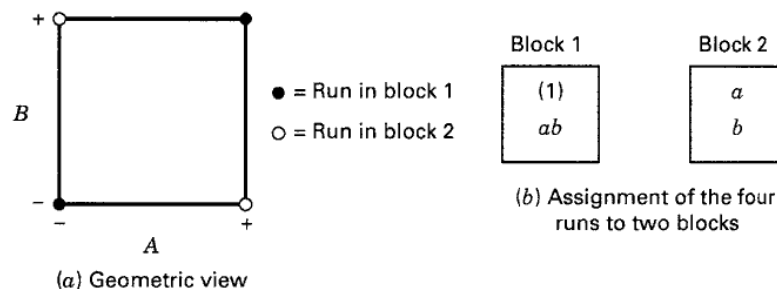 +
B
−
−
+
A
(a) Geometric view
● = Run in block 1
○ = Run in block 2
Block 1
(1)
ab
Block 2
a
b
(b) Assignment of the four
runs to two blocks